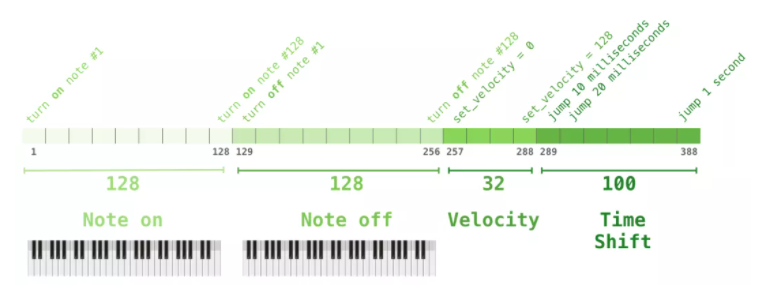 turn on note #1
turn on note #128
turn off note #1
turn off note #128
set_velocity = 0
set_velocity = 128
jump 10 milliseconds
jump 20 milliseconds
jump 1 second
1 128 129 256 257 288 289 388
128 128 32 100
Note on Note off Velocity Time
Shift